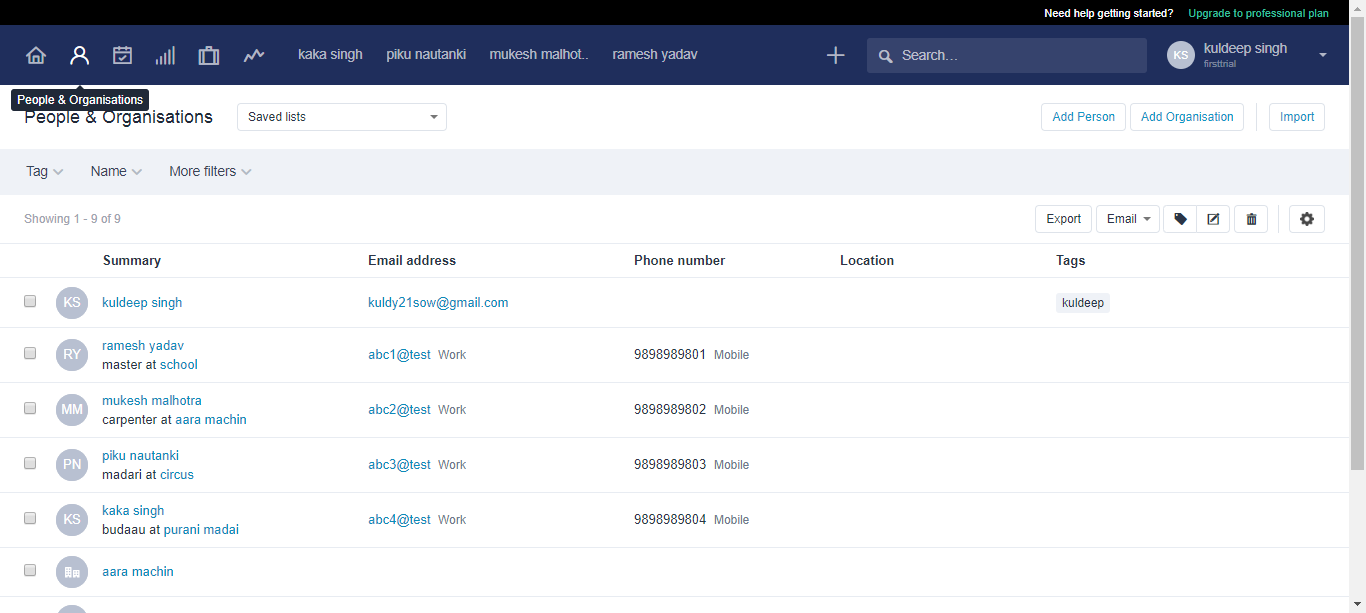 Need help getting started? Upgrade to professional plan
kaka singh piku nautanki mukesh malhot.. ramesh yadav Search... KS kuldeep singh
firsttrial
People & Organisations
People & Organisations Saved lists Add Person Add Organisation Import
Tag Name More filters
Showing 1 - 9 of 9 Export Email
Summary Email address Phone number Location Tags
KS kuldeep singh kuldy21sow@gmail.com kuldeep
ramesh yadav
RY abc1@test Work 9898989801 Mobile
master at school
mukesh malhotra
MM abc2@test Work 9898989802 Mobile
carpenter at aara machin
piku nautanki
PN abc3@test Work 9898989803 Mobile
madari at circus
kaka singh
KS abc4@test Work 9898989804 Mobile
budaau at purani madai
aara machin